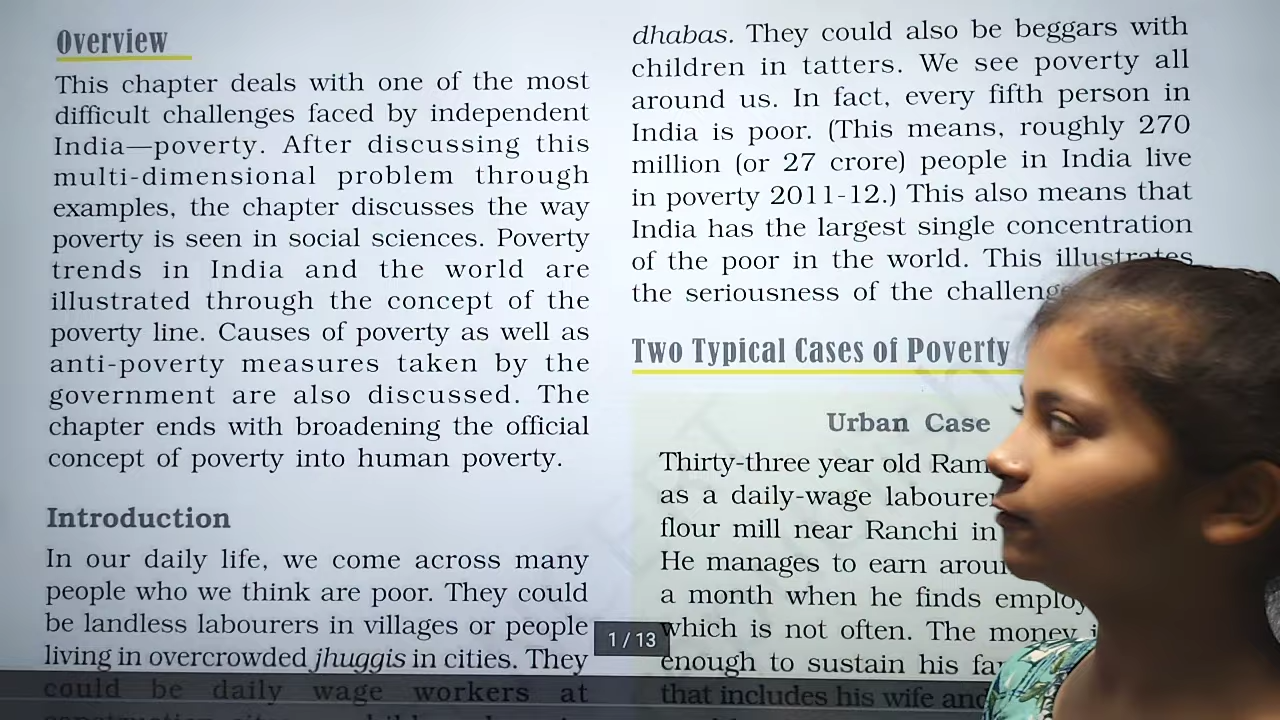 Overview
This chapter deals with one of the most
difficult challenges faced by independent
India—poverty. After discussing this
multi-dimensional problem through
examples, the chapter discusses the way
poverty is seen in social sciences. Poverty
trends in India and the world are
illustrated through the concept of the
poverty line. Causes of poverty as well as
anti-poverty measures taken by the
government are also discussed. The
chapter ends with broadening the official
concept of poverty into human poverty.
Introduction
In our daily life, we come across many
people who we think are poor. They could
be landless labourers in villages or people
living in overcrowded jhuggis in cities. They
could be daily wage workers at
dhabas. They could also be beggars with
children in tatters. We see poverty all
around us. In fact, every fifth person in
India is poor. (This means, roughly 270
million (or 27 crore) people in India live
in poverty 2011-12.) This also means that
India has the largest single concentration
of the poor in the world. This illustrates
the seriousness of the
Two Typical Cases of Poverty
Urban Case
Thirty-three year old
as a daily-wage
flour mill near Ranchi in
He manages to earn
a month when he finds
which is not often. The money
enough to sustain his
that includes his wife and
1 / 13